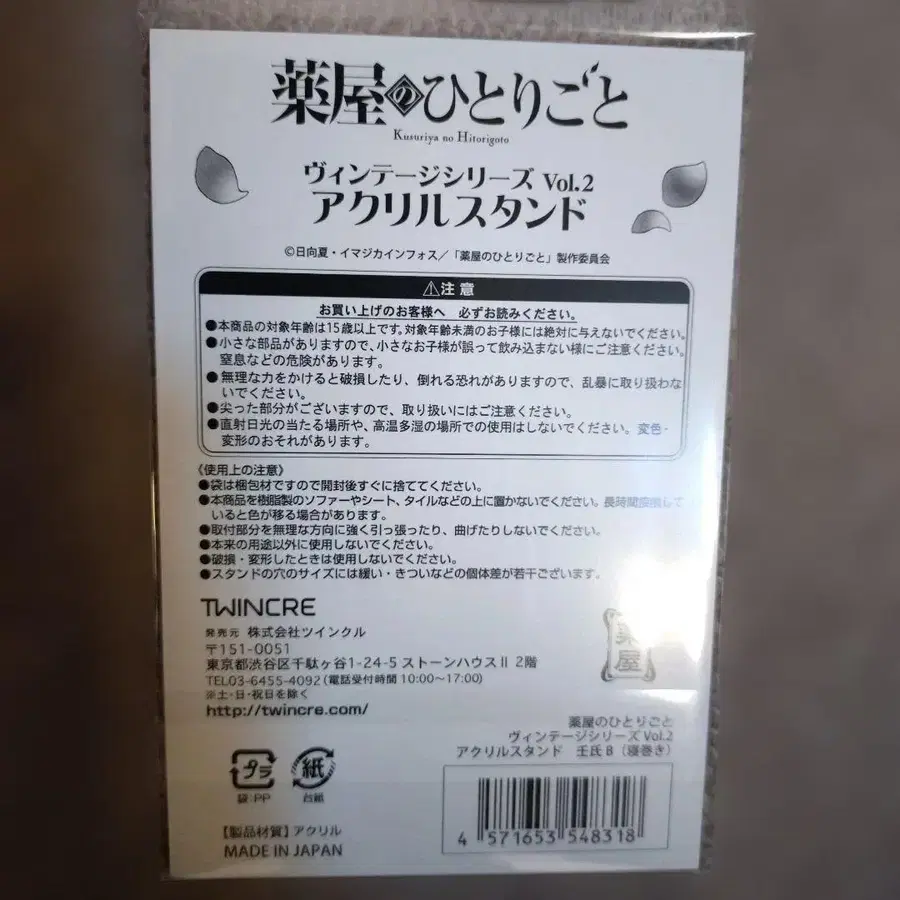 薬屋のひとりごと
Kusuriya no Hitorigoto
ヴィンテージシリーズ Vol.2
アクリルスタンド
©日向夏・イマジカインフォス／「薬屋のひとりごと」製作委員会
⚠注意
お買い上げのお客様へ 必ずお読みください。
●本商品の対象年齢は15歳以上です。対象年齢未満のお子様には絶対に与えないでください。
●小さな部品がありますので、小さなお子様が誤って飲み込まない様にご注意ください。
窒息などの危険があります。
●無理な力をかけると破損したり、倒れる恐れがありますので、乱暴に取り扱わな
いでください。
●尖った部分がございますので、取り扱いにはご注意ください。
●直射日光の当たる場所や、高温多湿の場所での使用はしないでください。変色・
変形のおそれがあります。
《使用上の注意》
●袋は梱包材ですので開封後すぐに捨ててください。
●本商品を樹脂製のソファーやシート、タイルなどの上に置かないでください。長時間放置して
いると色が移る場合があります。
●取付部分を無理な方向に強く引っ張ったり、曲げたりしないでください。
●本来の用途以外に使用しないでください。
●破損・変形したときは使用しないでください。
●スタンドの穴のサイズには緩い・きついなどの個体差が若干ございます。
TWINCRE
発売元 株式会社ツインクル
〒151-0051
東京都渋谷区千駄ヶ谷1-24-5 ストーンハウスⅡ 2階
TEL03-6455-4092(電話受付時間 10:00〜17:00)
※土・日・祝日を除く
http://twincre.com/
薬屋
薬屋のひとりごと
ヴィンテージシリーズ Vol.2
アクリルスタンド 壬氏 B（寝巻き）
プラ
袋:PP
紙
台紙
4 571653 548318
【製品材質】アクリル
MADE IN JAPAN